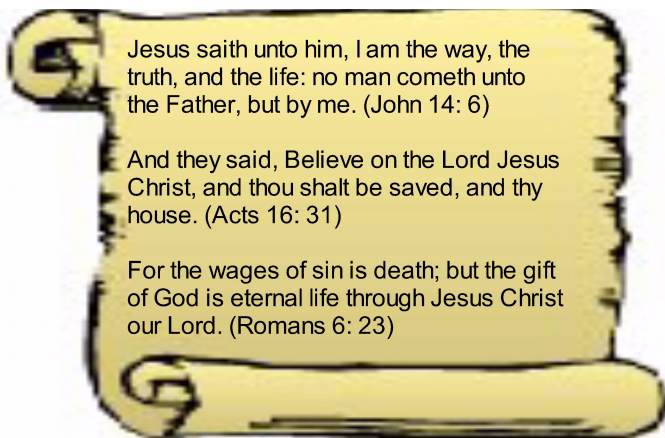 Jesus saith unto him, I am the way, the
truth, and the life: no man cometh unto
the Father, but by me. (John 14: 6)
And they said, Believe on the Lord Jesus
Christ, and thou shalt be saved, and thy
house. (Acts 16: 31)
For the wages of sin is death; but the gift
of God is eternal life through Jesus Christ
our Lord. (Romans 6: 23)